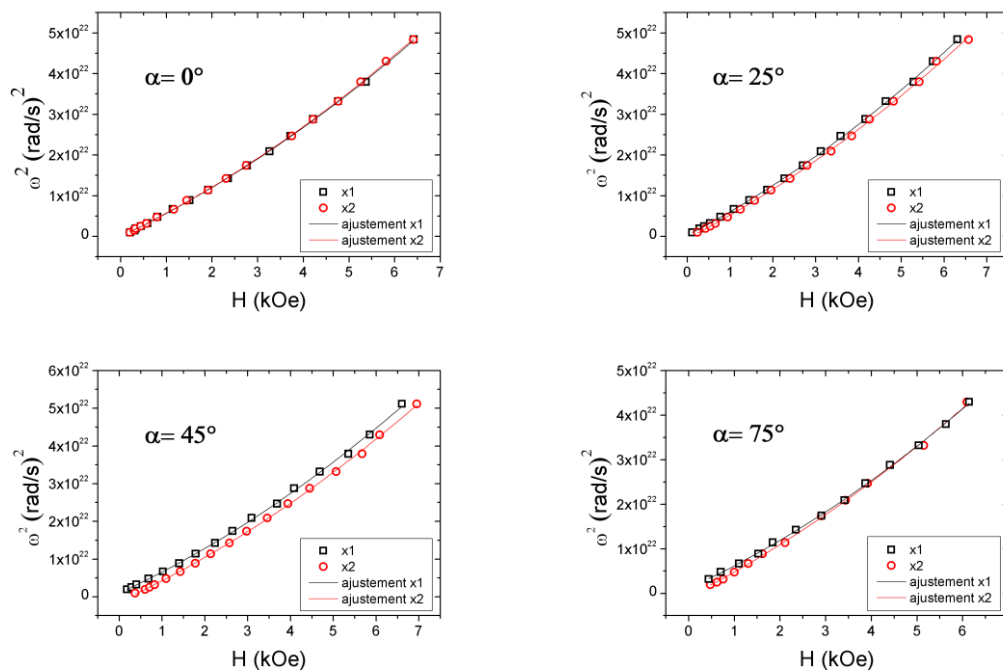 5x10²²
4x10²²
3x10²²
2x10²²
1x10²²
0
ω² (rad/s)²
α= 0°
x1
x2
ajustement x1
ajustement x2
0 1 2 3 4 5 6 7
H (kOe)
5x10²²
4x10²²
3x10²²
2x10²²
1x10²²
0
ω² (rad/s)²
α= 25°
x1
x2
ajustement x1
ajustement x2
0 1 2 3 4 5 6 7
H (kOe)
6x10²²
5x10²²
4x10²²
3x10²²
2x10²²
1x10²²
0
ω² (rad/s)²
α= 45°
x1
x2
ajustement x1
ajustement x2
0 1 2 3 4 5 6 7
H (kOe)
5x10²²
4x10²²
3x10²²
2x10²²
1x10²²
0
ω² (rad/s)²
α= 75°
x1
x2
ajustement x1
ajustement x2
0 1 2 3 4 5 6
H (kOe)